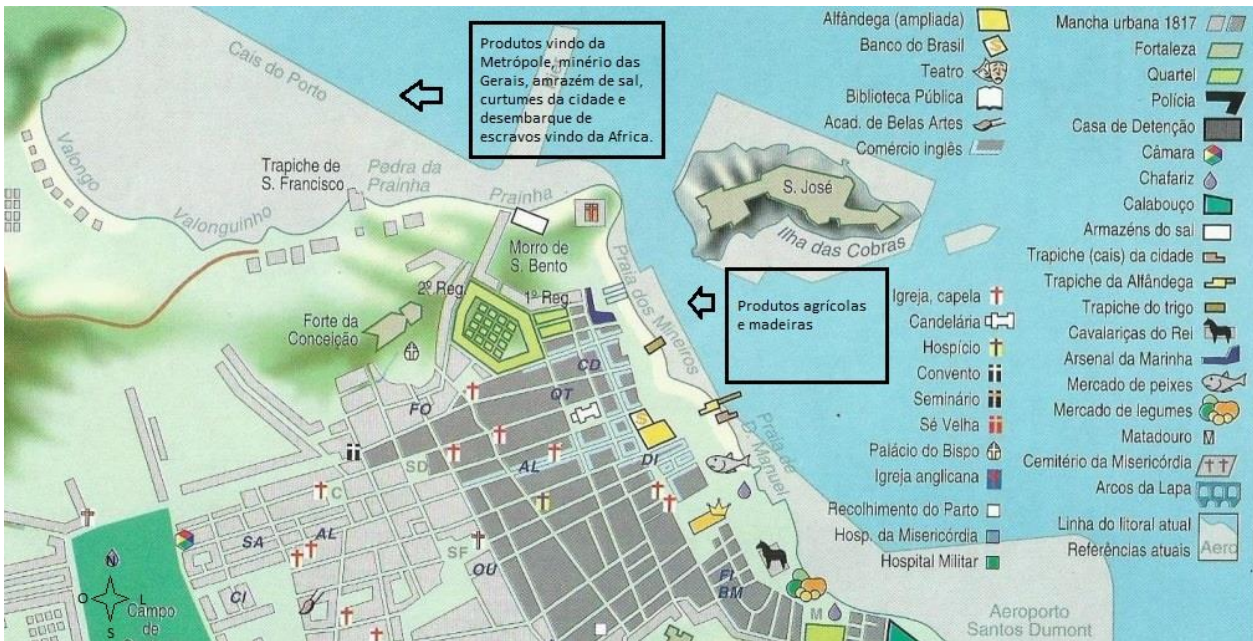 Cais do Porto
Píer
Produtos vindo da
Metrópole, minério das
Gerais, amrazém de sal,
curtumes da cidade e
desembarque de
escravos vindo da Africa.
Valongo
Valonguinho
Trapiche de
S. Francisco
Pedra da
Prainha
Prainha
Morro de
S. Bento
S. José
Ilha das Cobras
Praia dos Mineiros
Produtos agrícolas
e madeiras
2º Reg.
1º Reg.
Forte da
Conceição
Praia de
D. Manuel
FO
CD
QT
SD
AL
DI
C
SA
AL
SF
OU
CI
FI
BM
M
N
O
L
S
Campo
de
Aeroporto
Santos Dumont
Alfândega (ampliada)
Banco do Brasil
S
Teatro
Biblioteca Pública
Acad. de Belas Artes
Comércio inglês
Igreja, capela
Candelária
Hospício
Convento
Seminário
Sé Velha
Palácio do Bispo
Igreja anglicana
Recolhimento do Parto
Hosp. da Misericórdia
Hospital Militar
Mancha urbana 1817
Fortaleza
Quartel
Polícia
Casa de Detenção
Câmara
Chafariz
Calabouço
Armazéns do sal
Trapiche (cais) da cidade
Trapiche da Alfândega
Trapiche do trigo
Cavalariças do Rei
Arsenal da Marinha
Mercado de peixes
Mercado de legumes
Matadouro M
Cemitério da Misericórdia
Arcos da Lapa
Linha do litoral atual
Referências atuais Aero